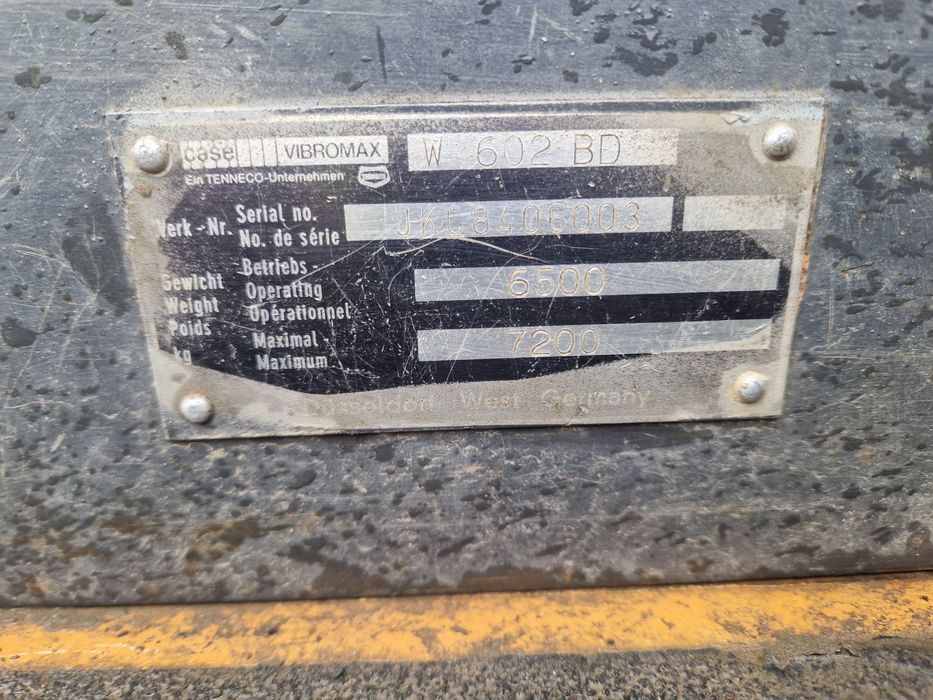 case VIBROMAX W 602 BD
Ein TENNECO-Unternehmen TENNECO
Werk-Nr. Serial no. JKC8406003
No. de série
Gewicht Betriebs- 6500
Weight Operating
Poids Opérationnel
kg Maximal- 7200
Maximum
Düsseldorf West Germany